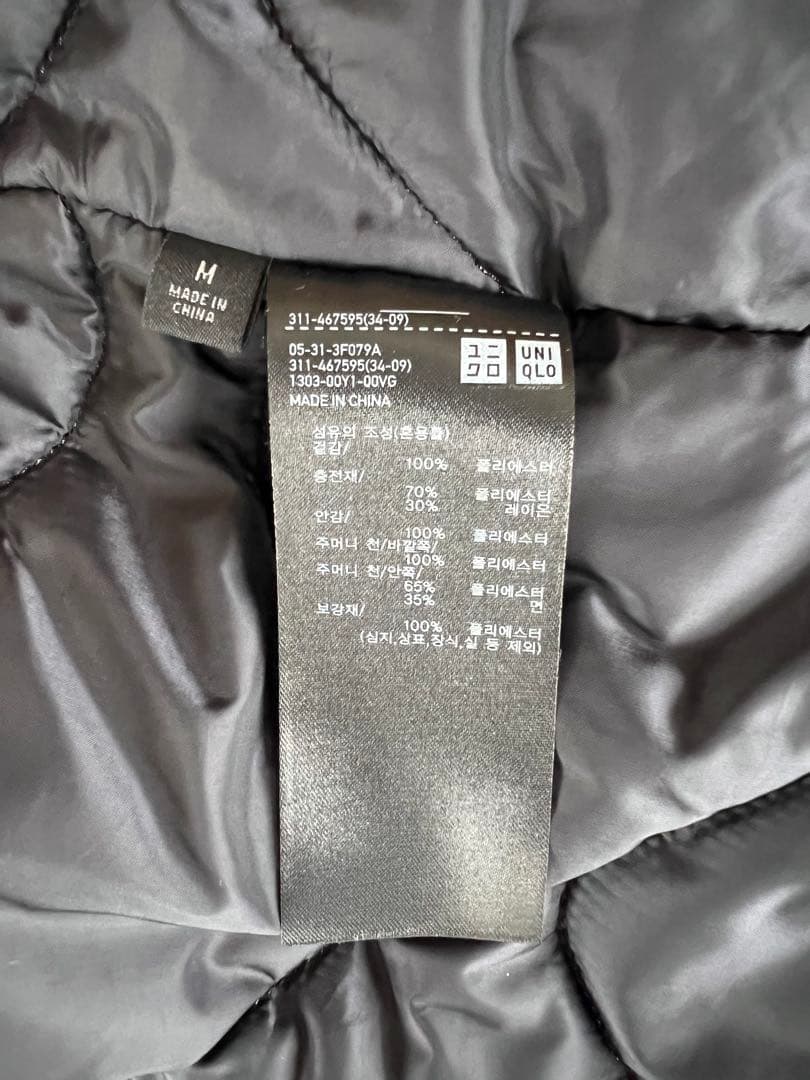 M
MADE IN
CHINA
311-467595(34-09)
05-31-3F079A
311-467595(34-09)
1303-00Y1-00VG
MADE IN CHINA
ユニ
クロ
UNI
QLO
섬유의 조성(혼용률)
겉감/
100% 폴리에스터
충전재/
70% 폴리에스터
30% 레이온
안감/
100% 폴리에스터
주머니 천/바깥쪽/
100% 폴리에스터
주머니 천/안쪽/
65% 폴리에스터
35% 면
보강재/
100% 폴리에스터
(심지,상표,장식,실 등 제외)